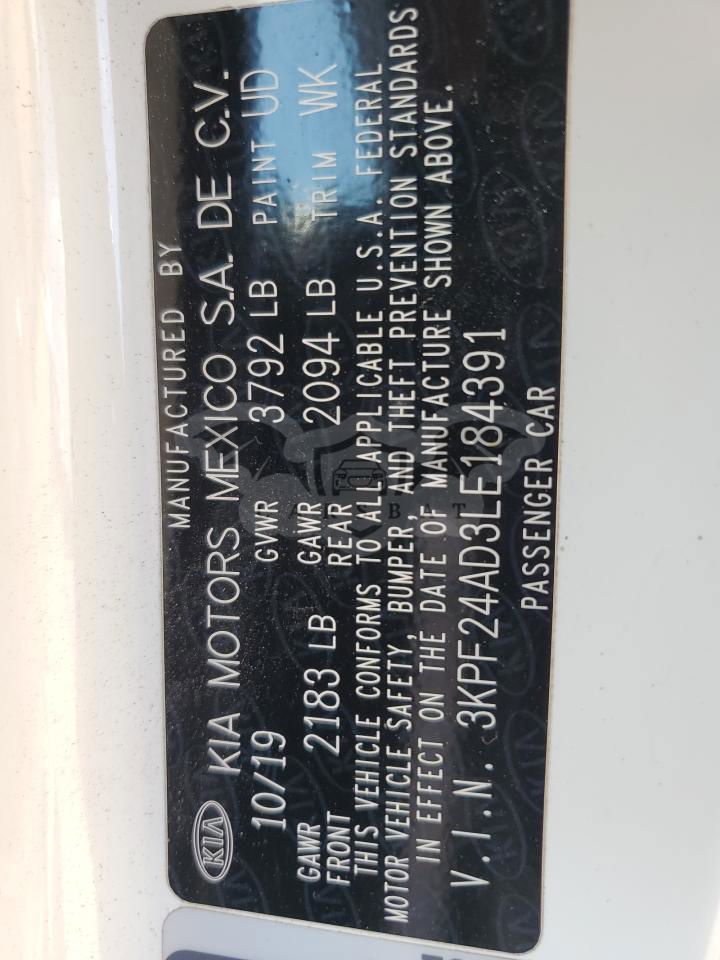 MANUFACTURED BY
KIA KIA MOTORS MEXICO S.A. DE C.V.
10/19 GVWR 3792 LB PAINT UD
GAWR FRONT 2183 LB GAWR REAR 2094 LB TRIM WK
THIS VEHICLE CONFORMS TO ALL APPLICABLE U.S.A. FEDERAL
MOTOR VEHICLE SAFETY, BUMPER, AND THEFT PREVENTION STANDARDS
IN EFFECT ON THE DATE OF MANUFACTURE SHOWN ABOVE.
V.I.N. 3KPF24AD3LE184391
PASSENGER CAR